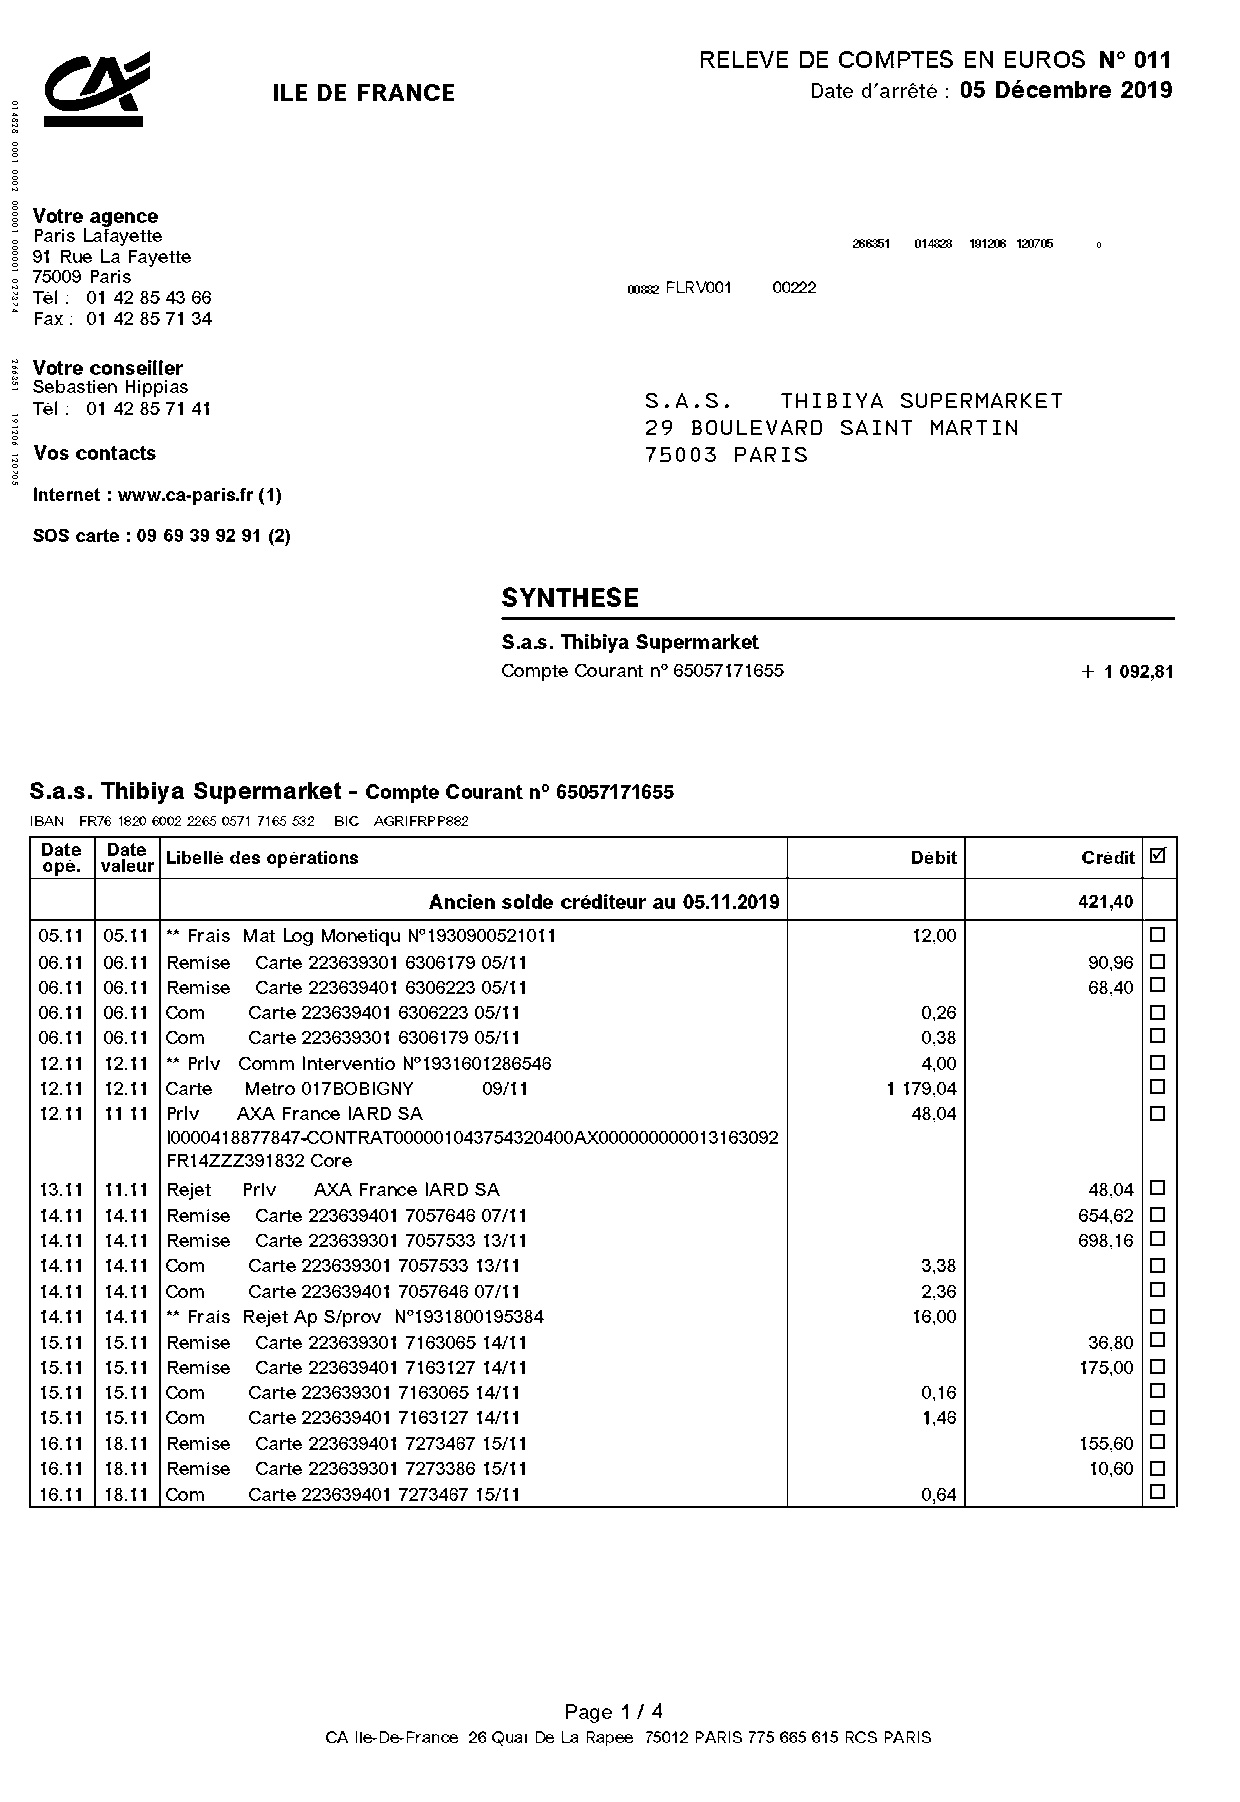 CA
ILE DE FRANCE
RELEVE DE COMPTES EN EUROS N° 011
Date d'arrêté : 05 Décembre 2019
014828 0001 0002 000001 000001 027374
266351 191206 120705
Votre agence
Paris Lafayette
91 Rue La Fayette
75009 Paris
Tél : 01 42 85 43 66
Fax : 01 42 85 71 34
266351 014828 191206 120705 0
00882 FLRV001 00222
Votre conseiller
Sebastien Hippias
Tél : 01 42 85 71 41
S.A.S. THIBIYA SUPERMARKET
29 BOULEVARD SAINT MARTIN
75003 PARIS
Vos contacts
Internet : www.ca-paris.fr (1)
SOS carte : 09 69 39 92 91 (2)
SYNTHESE
S.a.s. Thibiya Supermarket
Compte Courant n° 65057171655 + 1 092,81
S.a.s. Thibiya Supermarket - Compte Courant n° 65057171655
IBAN FR76 1820 6002 2265 0571 7165 532 BIC AGRIFRPP882
Date opé. Date valeur Libellé des opérations Débit Crédit
Ancien solde créditeur au 05.11.2019 421,40
05.11 05.11 ** Frais Mat Log Monetiqu N°1930900521011 12,00
06.11 06.11 Remise Carte 223639301 6306179 05/11 90,96
06.11 06.11 Remise Carte 223639401 6306223 05/11 68,40
06.11 06.11 Com Carte 223639401 6306223 05/11 0,26
06.11 06.11 Com Carte 223639301 6306179 05/11 0,38
12.11 12.11 ** Prlv Comm Interventio N°1931601286546 4,00
12.11 12.11 Carte Metro 017BOBIGNY 09/11 1 179,04
12.11 11 11 Prlv AXA France IARD SA 48,04
I0000418877847-CONTRAT000001043754320400AX000000000013163092
FR14ZZZ391832 Core
13.11 11.11 Rejet Prlv AXA France IARD SA 48,04
14.11 14.11 Remise Carte 223639401 7057646 07/11 654,62
14.11 14.11 Remise Carte 223639301 7057533 13/11 698,16
14.11 14.11 Com Carte 223639301 7057533 13/11 3,38
14.11 14.11 Com Carte 223639401 7057646 07/11 2,36
14.11 14.11 ** Frais Rejet Ap S/prov N°1931800195384 16,00
15.11 15.11 Remise Carte 223639301 7163065 14/11 36,80
15.11 15.11 Remise Carte 223639401 7163127 14/11 175,00
15.11 15.11 Com Carte 223639301 7163065 14/11 0,16
15.11 15.11 Com Carte 223639401 7163127 14/11 1,46
16.11 18.11 Remise Carte 223639401 7273467 15/11 155,60
16.11 18.11 Remise Carte 223639301 7273386 15/11 10,60
16.11 18.11 Com Carte 223639401 7273467 15/11 0,64
Page 1 / 4
CA Ile-De-France 26 Quai De La Rapee 75012 PARIS 775 665 615 RCS PARIS